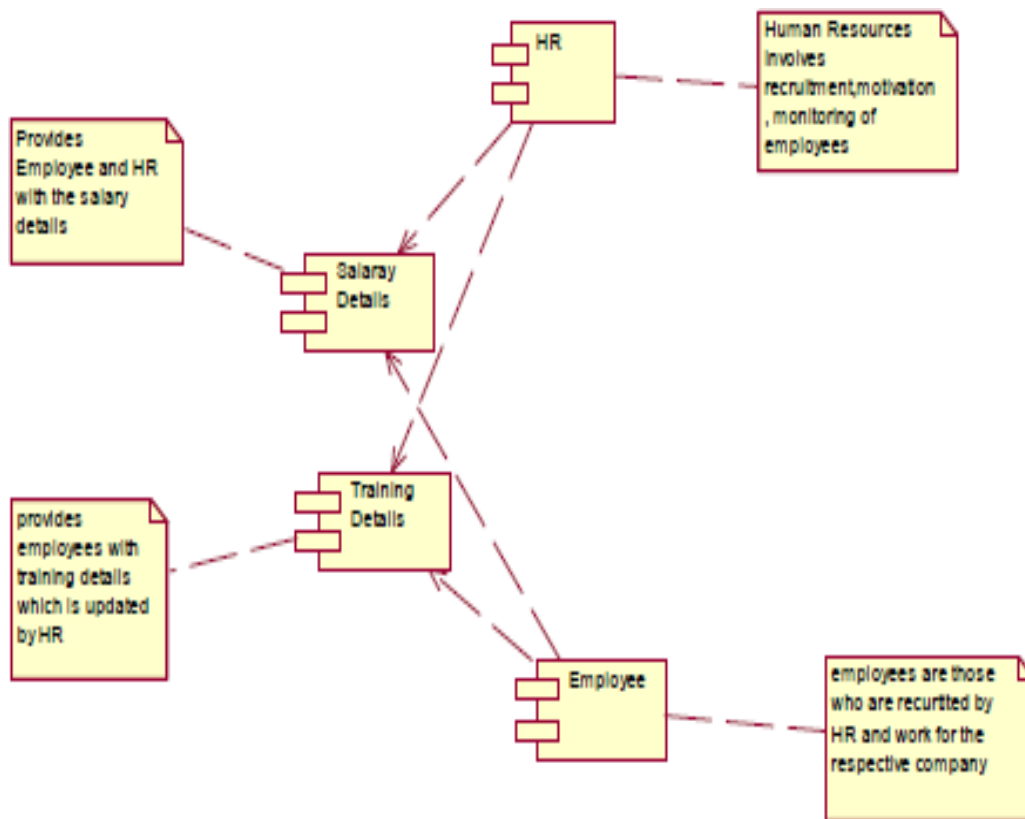 HR
Human Resources
Involves
recruitment,motivation
, monitoring of
employees
Provides
Employee and HR
with the salary
details
Salaray
Details
Training
Details
provides
employees with
training details
which is updated
by HR
Employee
employees are those
who are recurtted by
HR and work for the
respective company